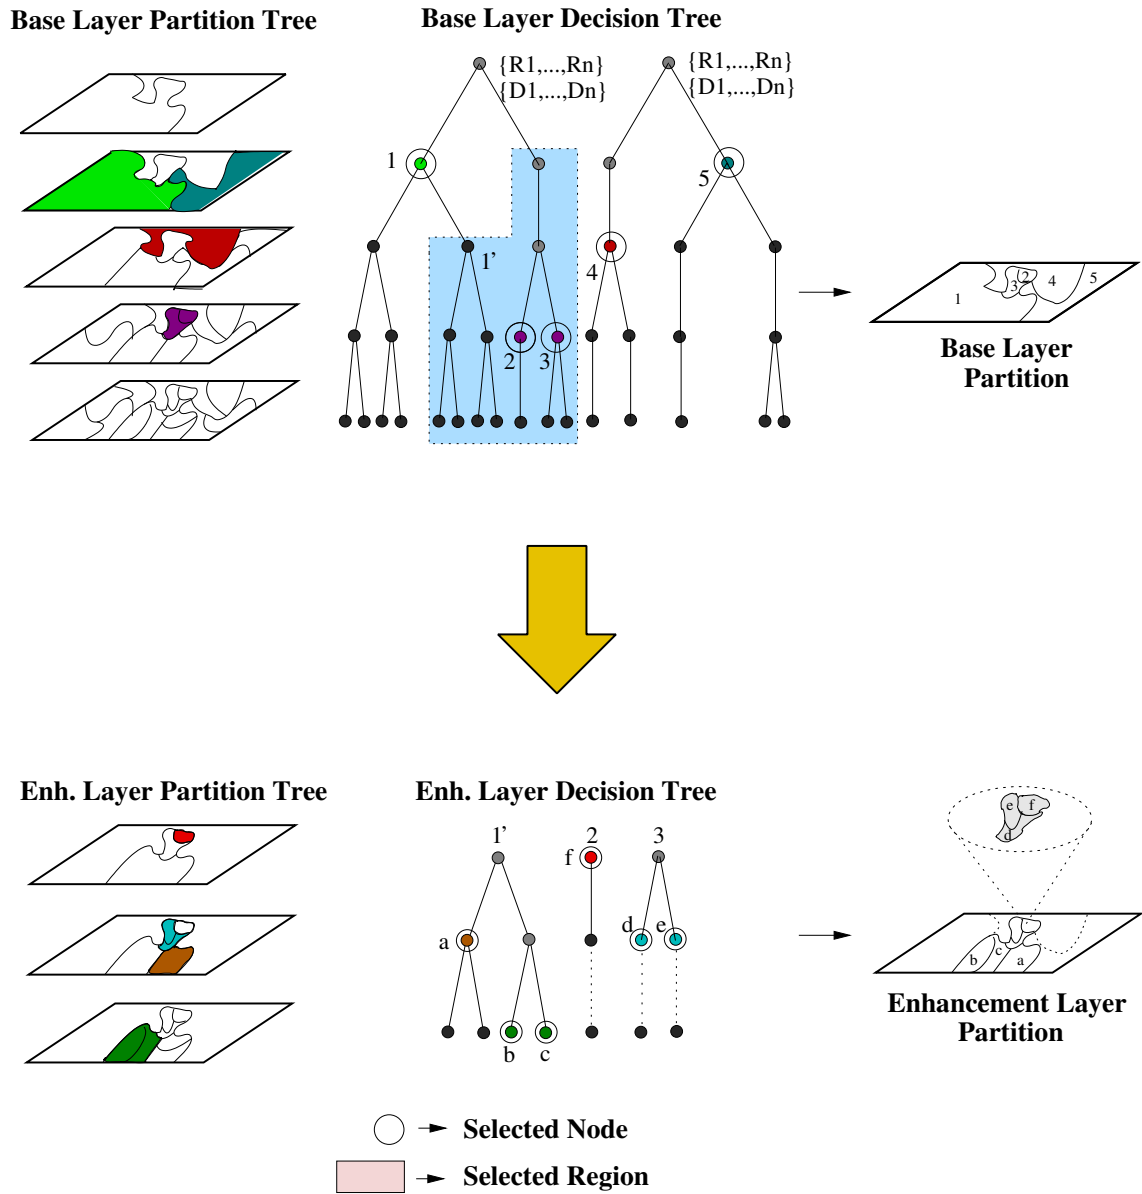 Base Layer Partition Tree
Base Layer Decision Tree
{R1,...,Rn}
{D1,...,Dn}
{R1,...,Rn}
{D1,...,Dn}
1
5
1'
4
2
3
1
3
2
4
5
Base Layer
Partition
Enh. Layer Partition Tree
Enh. Layer Decision Tree
1'
2
3
f
a
d
e
b
c
e
f
d
b
c
a
Enhancement Layer
Partition
Selected Node
Selected Region